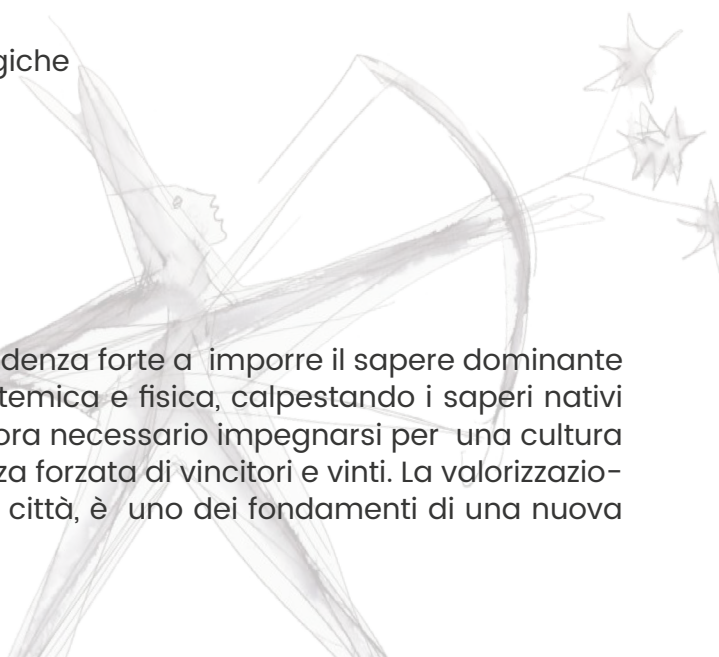 giche
denza forte a  imporre il sapere dominante
temica e fisica, calpestando i saperi nativi
ora necessario impegnarsi per  una cultura
za forzata di vincitori e vinti. La valorizzazio-
città, è  uno dei fondamenti di una nuova